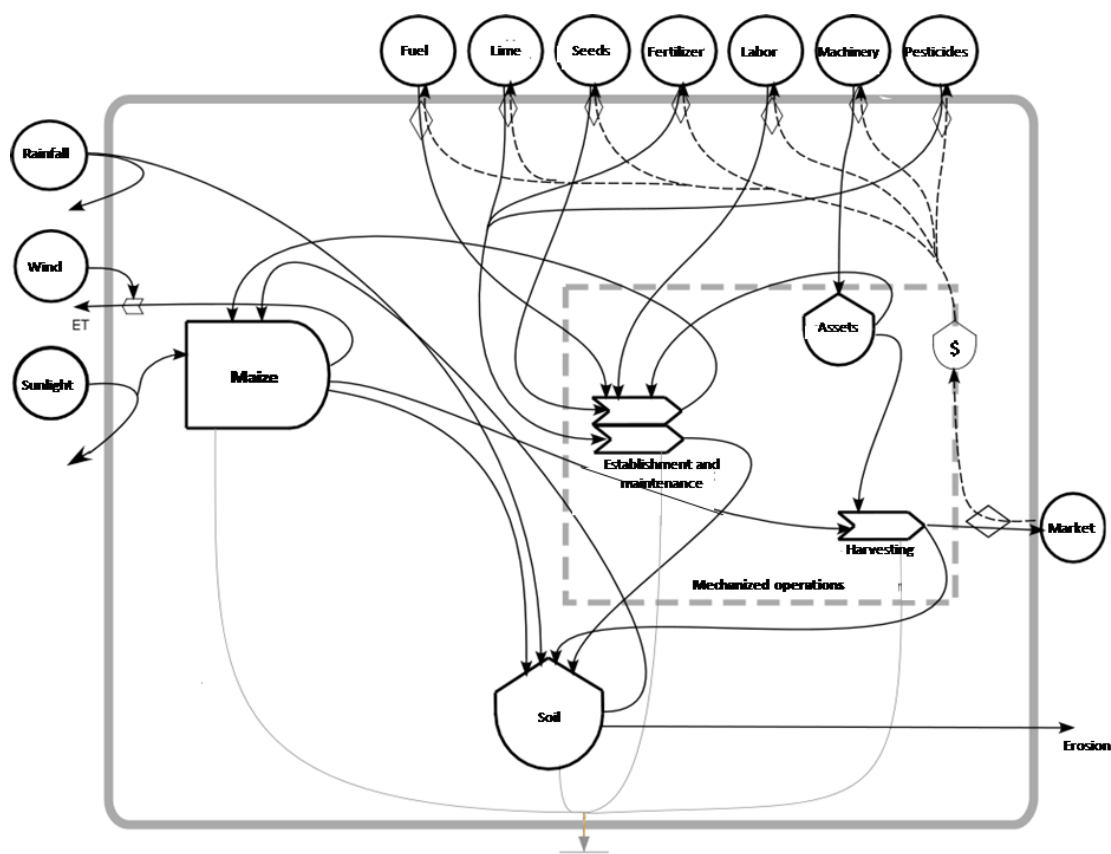 Fuel
Lime
Seeds
Fertilizer
Labor
Machinery
Pesticides
Rainfall
Wind
ET
Sunlight
Maize
Assets
$
Establishment and
maintenance
Harvesting
Market
Mechanized operations
Soil
Erosion